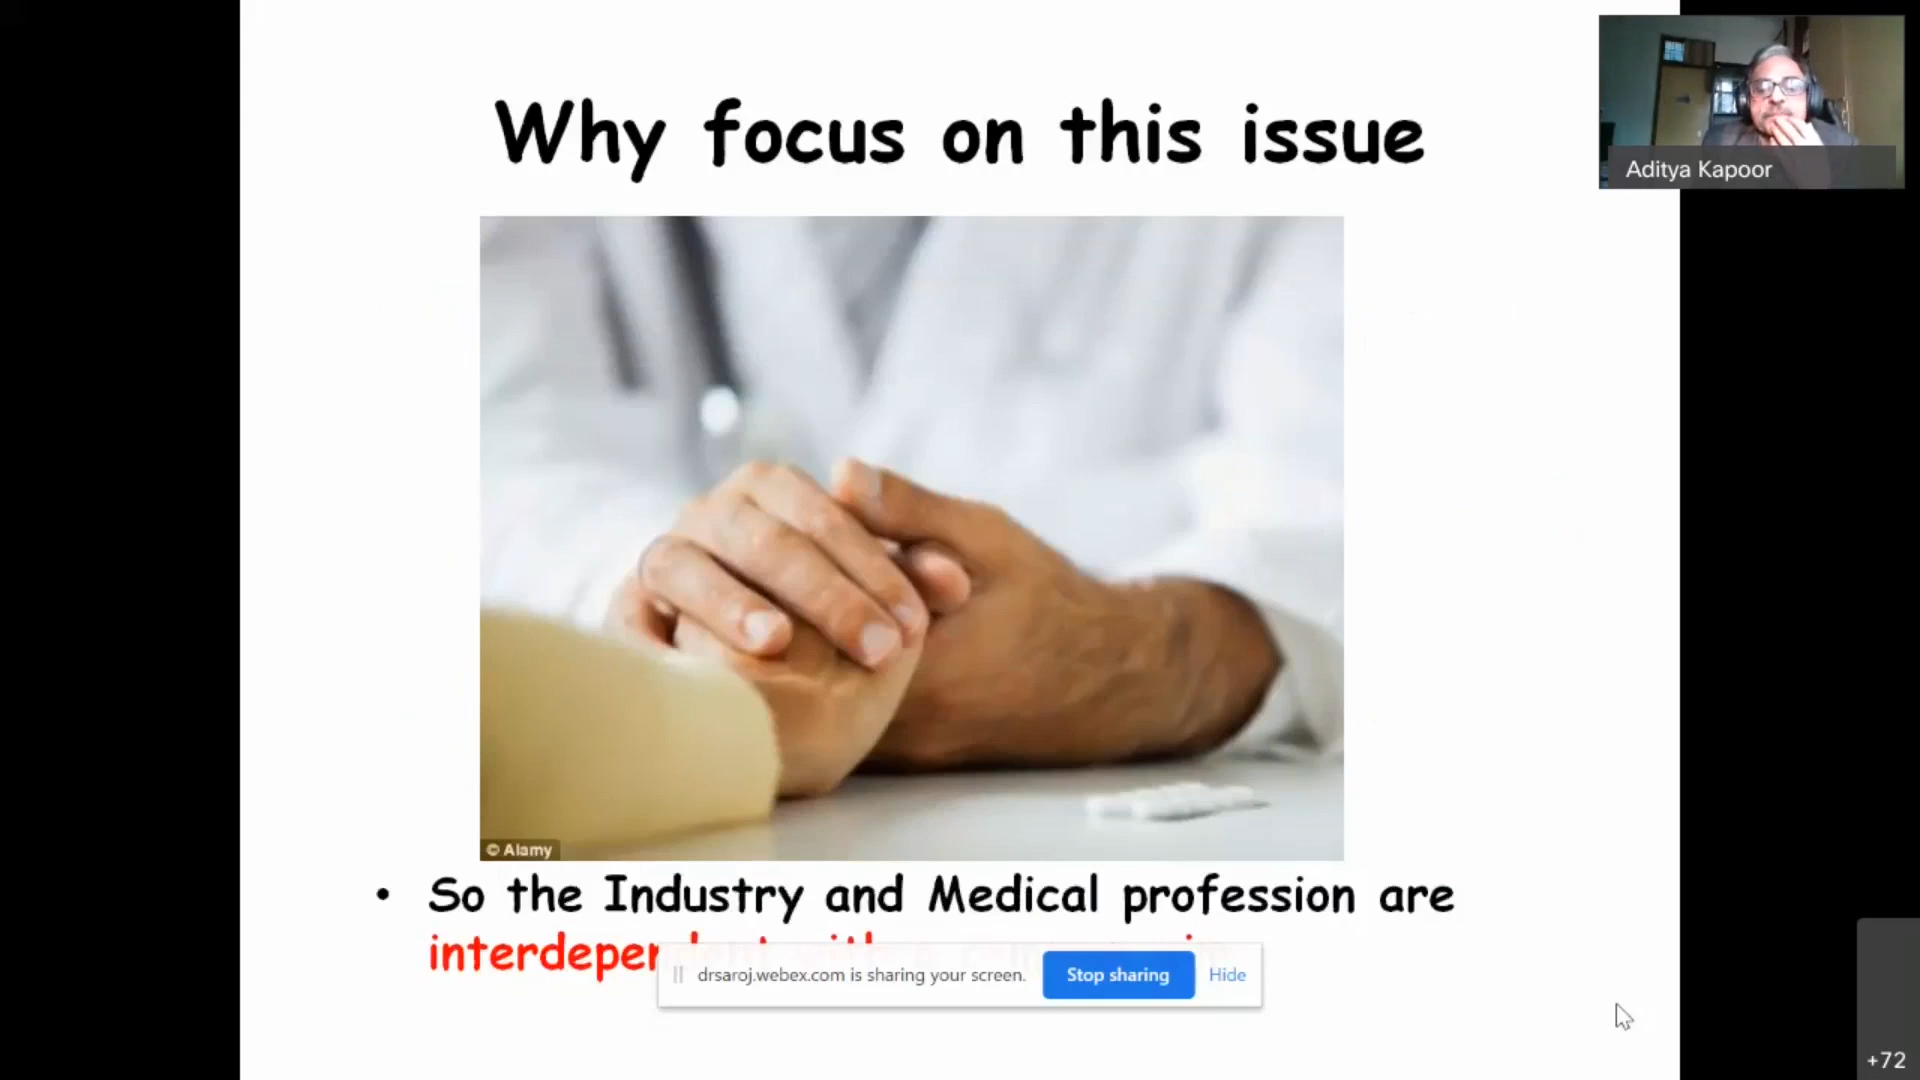 Why focus on this issue
Aditya Kapoor
© Alamy
• So the Industry and Medical profession are
drsaroj.webex.com is sharing your screen. Stop sharing Hide
+72